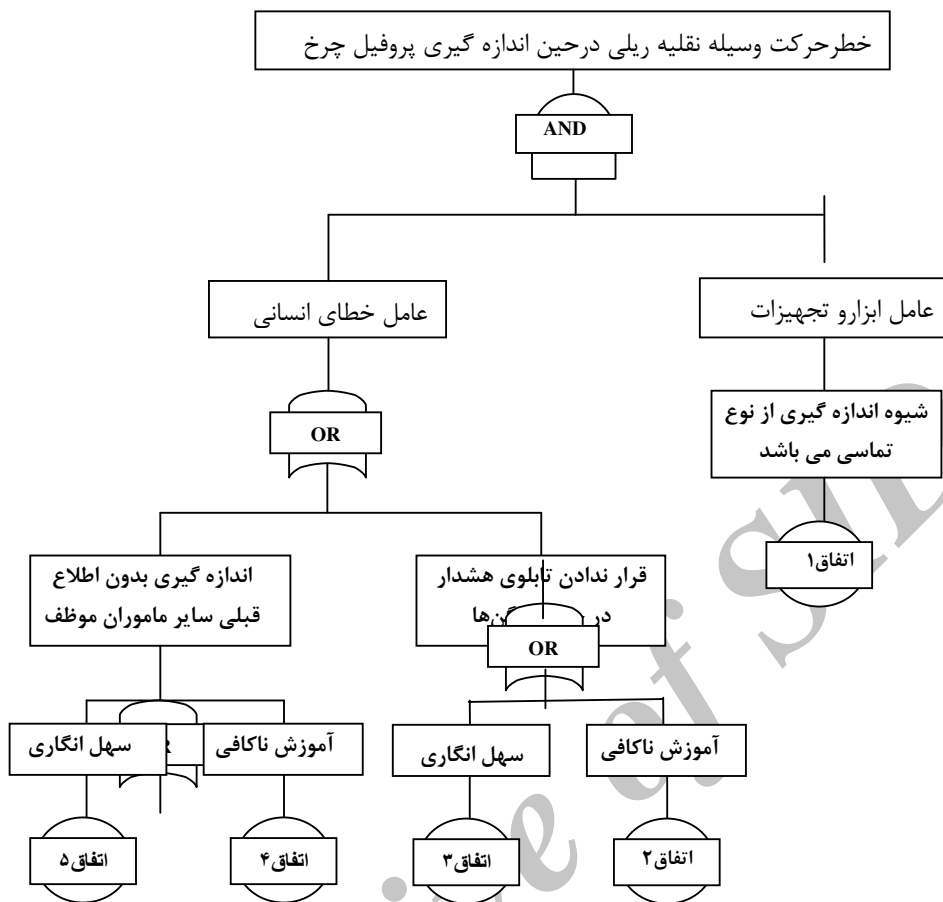 خطرحرکت وسیله نقلیه ریلی درحین اندازه گیری پروفیل چرخ
AND
عامل ابزارو تجهیزات
عامل خطای انسانی
شیوه اندازه گیری از نوع
تماسی می باشد
OR
اتفاق۱
قرار ندادن تابلوی هشدار
در
OR
اندازه گیری بدون اطلاع
قبلی سایر ماموران موظف
آموزش ناکافی
سهل انگاری
آموزش ناکافی
سهل انگاری
اتفاق۲
اتفاق۳
اتفاق۴
اتفاق۵